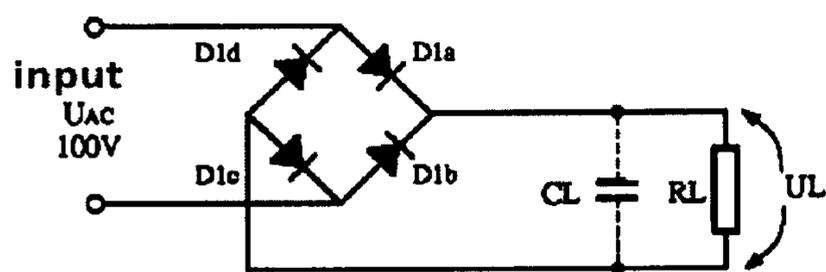 D1d
D1a
input
UAC
100V
D1c
D1b
CL
RL
UL